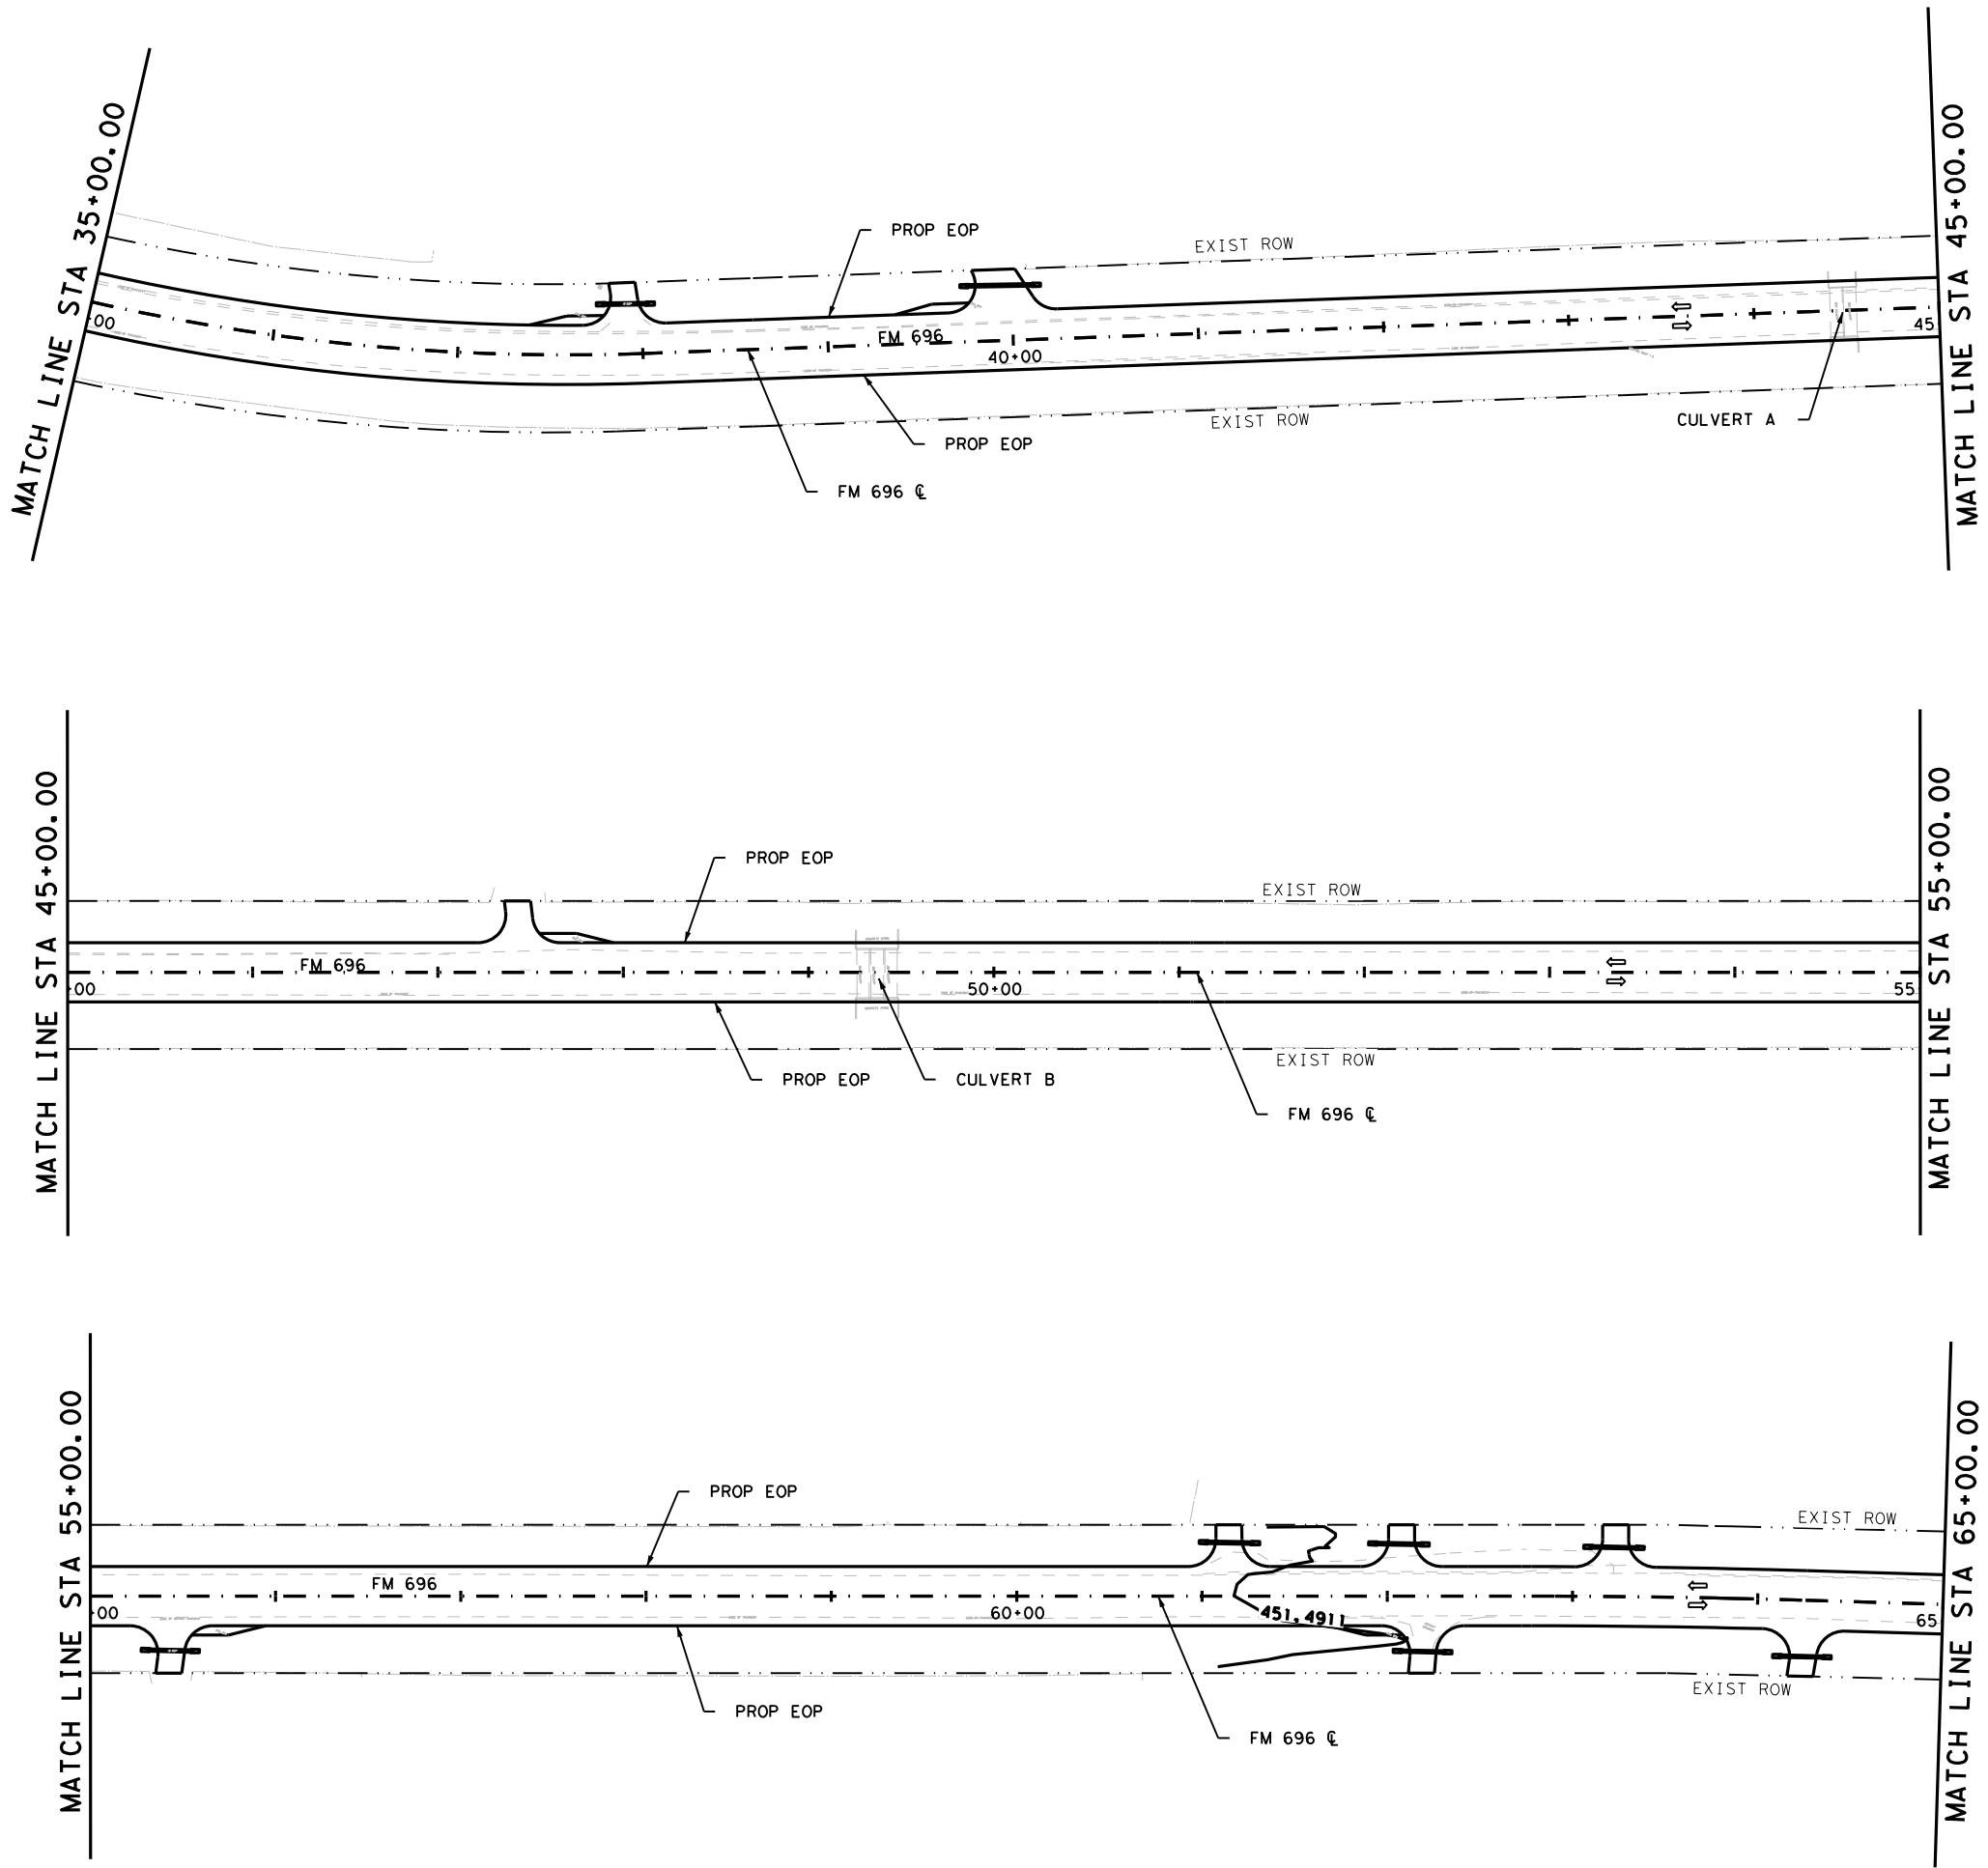 MATCH LINE STA 35+00.00
MATCH LINE STA 45+00.00
PROP EOP
EXIST ROW
00
FM 696
40+00
45
EXIST ROW
CULVERT A
PROP EOP
FM 696 ℄
MATCH LINE STA 45+00.00
MATCH LINE STA 55+00.00
PROP EOP
EXIST ROW
FM 696
00
50+00
55
EXIST ROW
PROP EOP
CULVERT B
FM 696 ℄
MATCH LINE STA 55+00.00
MATCH LINE STA 65+00.00
PROP EOP
EXIST ROW
FM 696
+00
60+00
451.4911
65
EXIST ROW
PROP EOP
FM 696 ℄